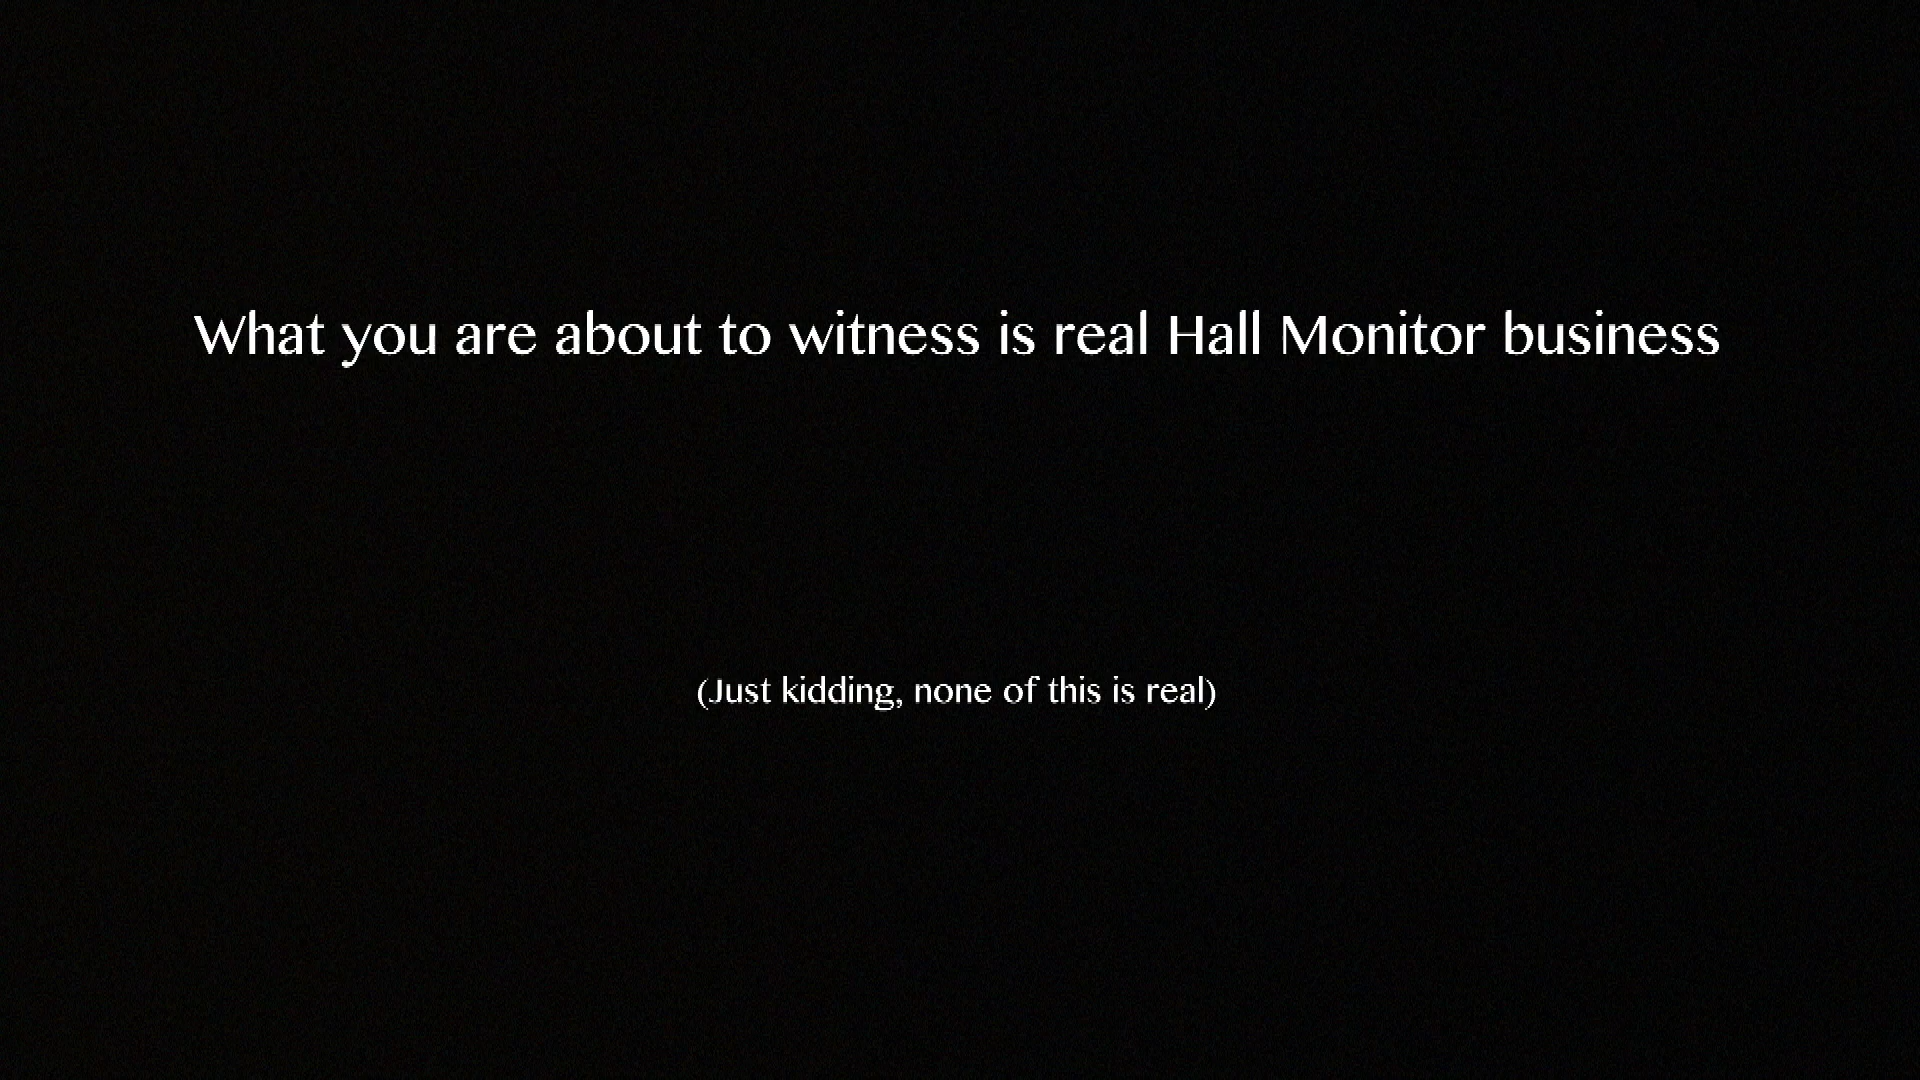 What you are about to witness is real Hall Monitor business
(Just kidding, none of this is real)